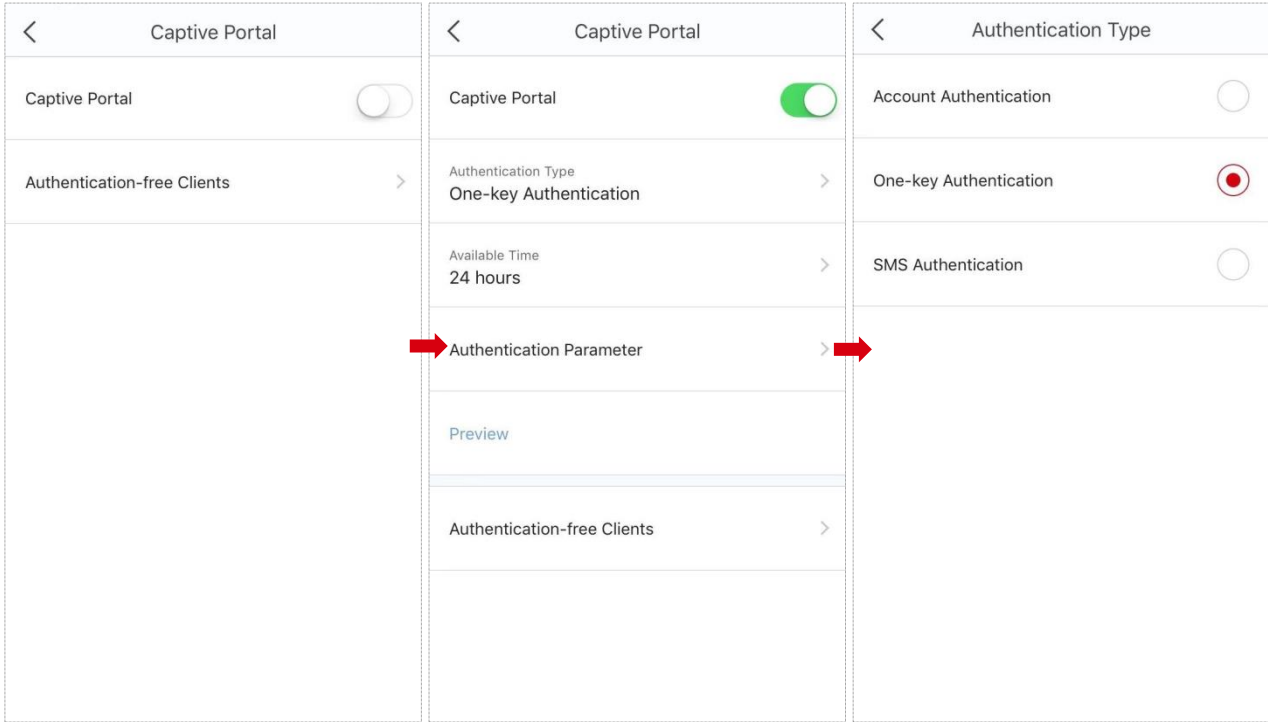 Captive Portal
Captive Portal
Authentication-free Clients
Captive Portal
Captive Portal
Authentication Type
One-key Authentication
Available Time
24 hours
Authentication Parameter
Preview
Authentication-free Clients
Authentication Type
Account Authentication
One-key Authentication
SMS Authentication